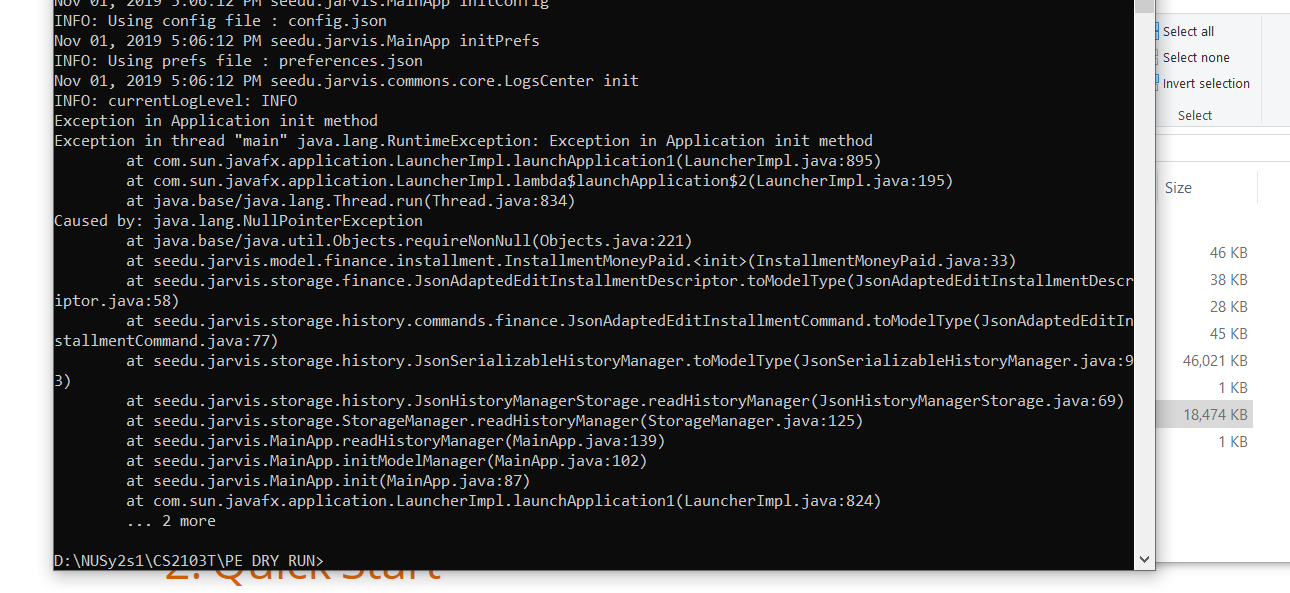 Nov 01, 2019 5:06:12 PM seedu.jarvis.MainApp initConfig
INFO: Using config file : config.json
Nov 01, 2019 5:06:12 PM seedu.jarvis.MainApp initPrefs
INFO: Using prefs file : preferences.json
Nov 01, 2019 5:06:12 PM seedu.jarvis.commons.core.LogsCenter init
INFO: currentLogLevel: INFO
Exception in Application init method
Exception in thread "main" java.lang.RuntimeException: Exception in Application init method
        at com.sun.javafx.application.LauncherImpl.launchApplication1(LauncherImpl.java:895)
        at com.sun.javafx.application.LauncherImpl.lambda$launchApplication$2(LauncherImpl.java:195)
        at java.base/java.lang.Thread.run(Thread.java:834)
Caused by: java.lang.NullPointerException
        at java.base/java.util.Objects.requireNonNull(Objects.java:221)
        at seedu.jarvis.model.finance.installment.InstallmentMoneyPaid.<init>(InstallmentMoneyPaid.java:33)
        at seedu.jarvis.storage.finance.JsonAdaptedEditInstallmentDescriptor.toModelType(JsonAdaptedEditInstallmentDescr
iptor.java:58)
        at seedu.jarvis.storage.history.commands.finance.JsonAdaptedEditInstallmentCommand.toModelType(JsonAdaptedEditIn
stallmentCommand.java:77)
        at seedu.jarvis.storage.history.JsonSerializableHistoryManager.toModelType(JsonSerializableHistoryManager.java:9
3)
        at seedu.jarvis.storage.history.JsonHistoryManagerStorage.readHistoryManager(JsonHistoryManagerStorage.java:69)
        at seedu.jarvis.storage.StorageManager.readHistoryManager(StorageManager.java:125)
        at seedu.jarvis.MainApp.readHistoryManager(MainApp.java:139)
        at seedu.jarvis.MainApp.initModelManager(MainApp.java:102)
        at seedu.jarvis.MainApp.init(MainApp.java:87)
        at com.sun.javafx.application.LauncherImpl.launchApplication1(LauncherImpl.java:824)
        ... 2 more
D:\NUSy2s1\CS2103T\PE DRY RUN>
2. Quick Start
Select all
Select none
Invert selection
Select
Size
46 KB
38 KB
28 KB
45 KB
46,021 KB
1 KB
18,474 KB
1 KB